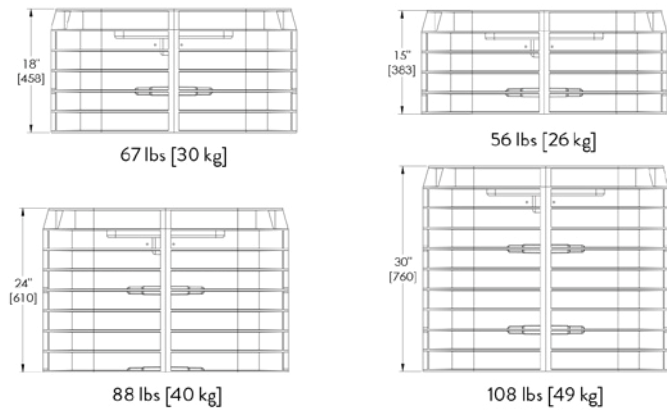 18"
[458]
67 lbs [30 kg]
15"
[383]
56 lbs [26 kg]
24"
[610]
88 lbs [40 kg]
30"
[760]
108 lbs [49 kg]